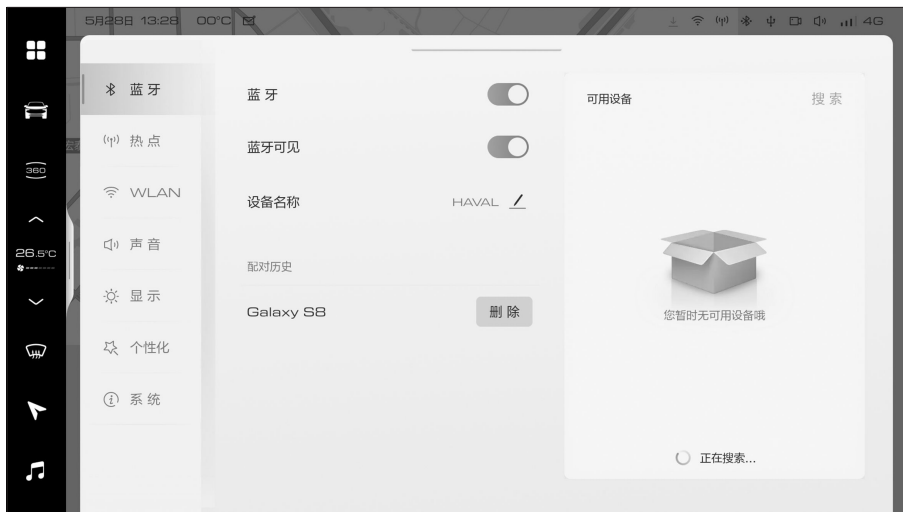 5月28日 13:28 00°C
4G
360
26.5°C
蓝牙
热点
WLAN
声音
显示
个性化
系统
蓝牙
蓝牙可见
设备名称 HAVAL
配对历史
Galaxy S8 删除
可用设备 搜索
您暂时无可用设备哦
正在搜索...